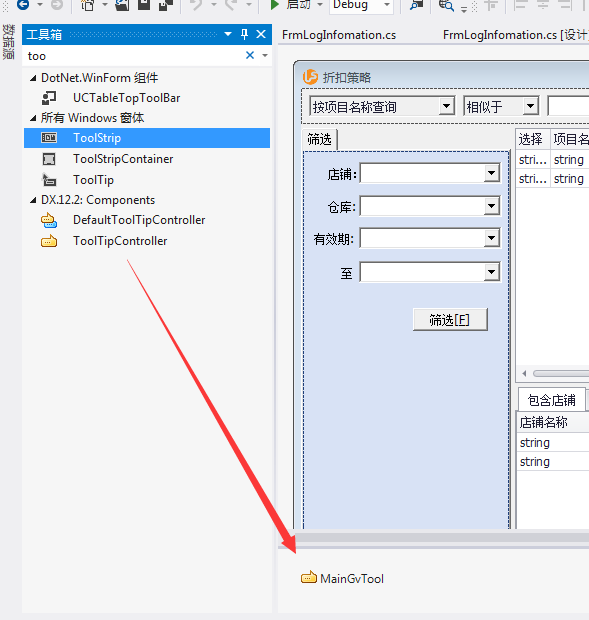 启动
Debug
数据源
工具箱
too
DotNet.WinForm 组件
UCTableTopToolBar
所有 Windows 窗体
ToolStrip
ToolStripContainer
ToolTip
DX.12.2: Components
DefaultToolTipController
ToolTipController
FrmLogInfomation.cs
FrmLogInfomation.cs [设计
折扣策略
按项目名称查询
相似于
筛选
店铺:
仓库:
有效期:
至
筛选[F]
选择 项目名
stri... string
stri... string
包含店铺
店铺名称
string
string
MainGvTool